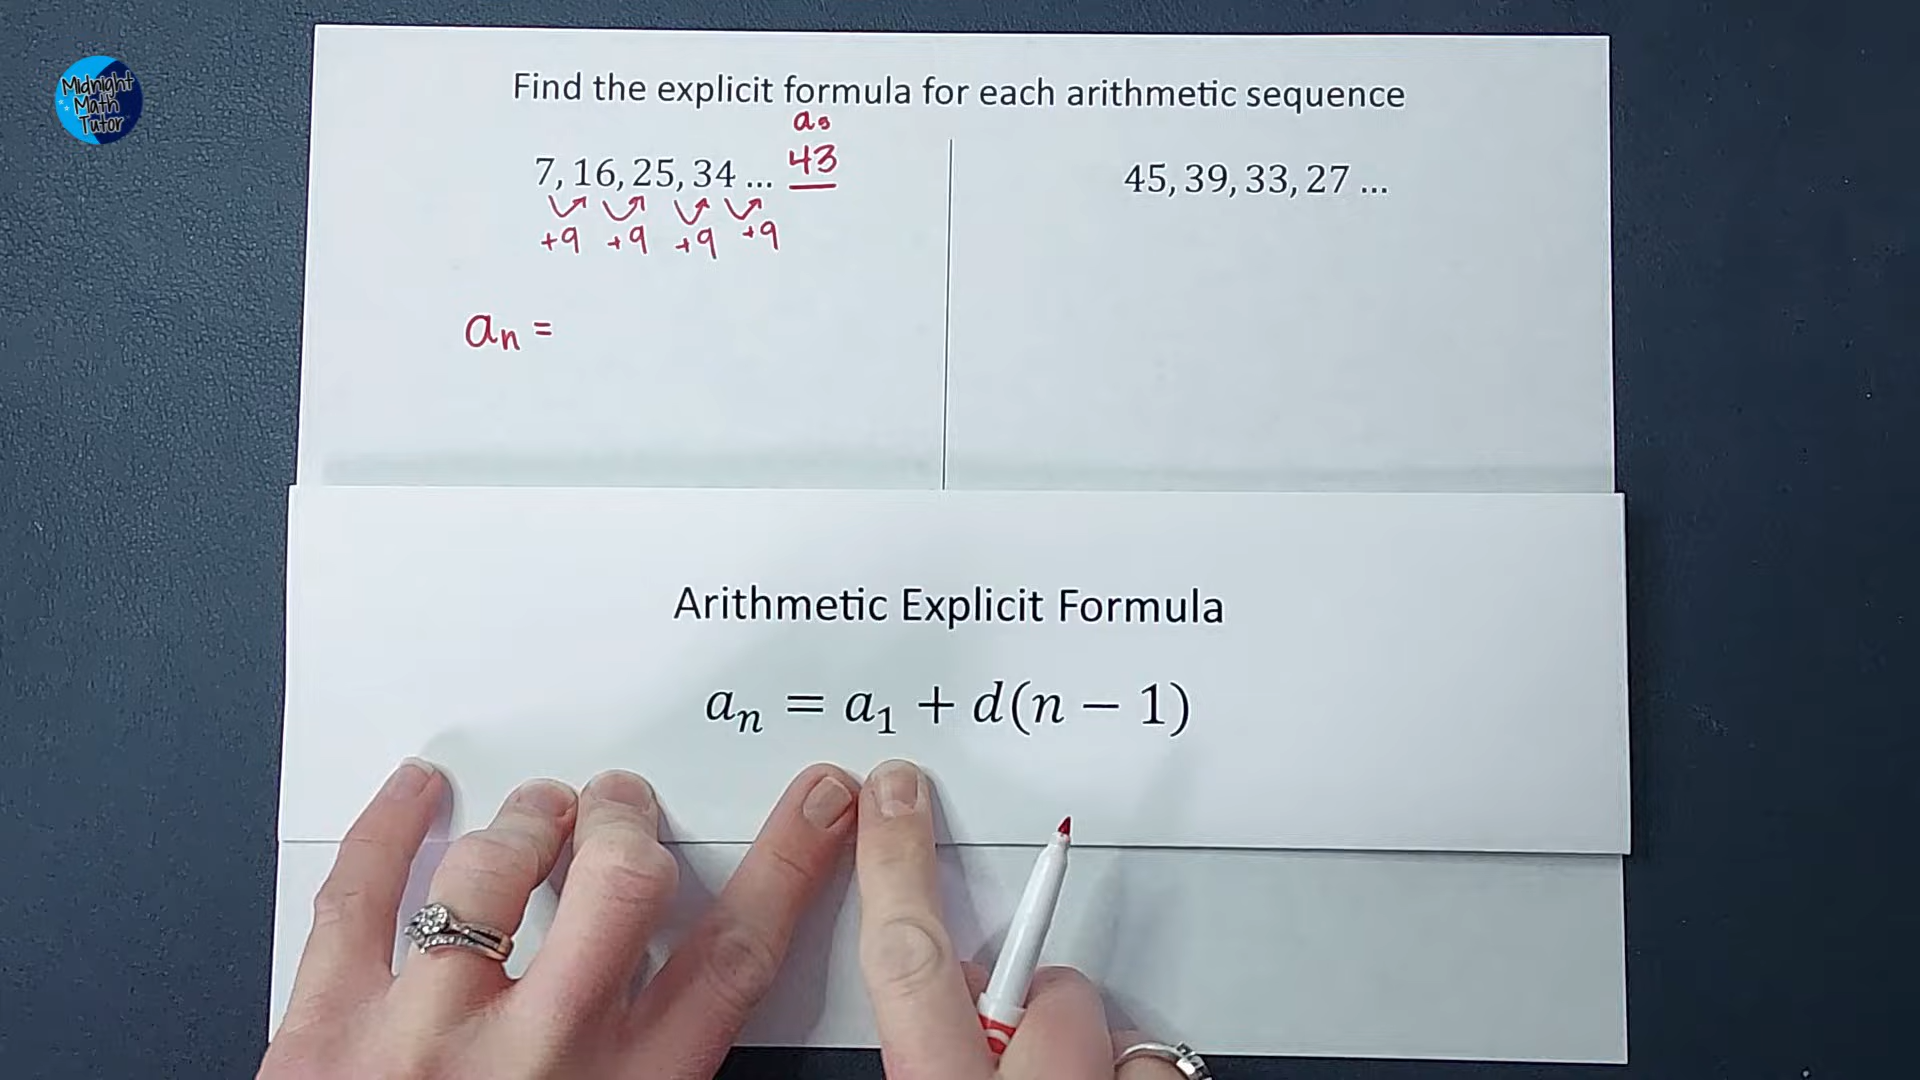 Midnight
Math
Tutor
Find the explicit formula for each arithmetic sequence
a₅
7, 16, 25, 34 ... 43
+9 +9 +9 +9
45, 39, 33, 27 ...
aₙ =
Arithmetic Explicit Formula
aₙ = a₁ + d(n − 1)